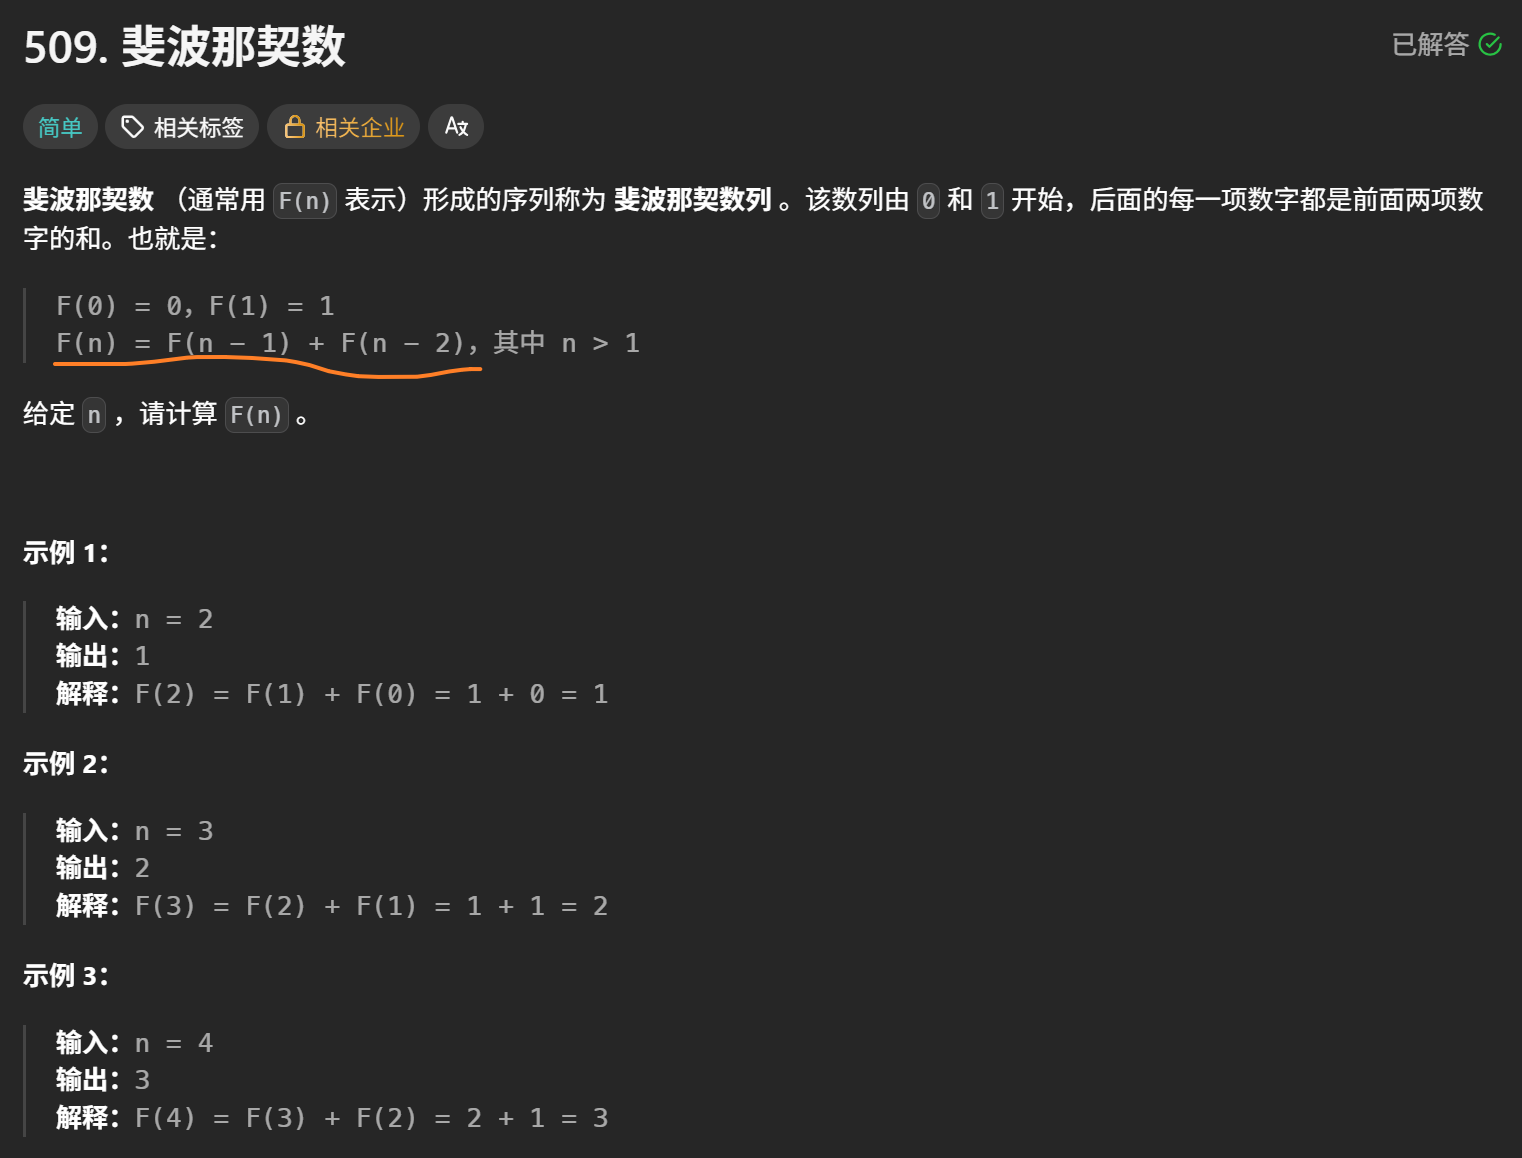 509. 斐波那契数
已解答
简单 相关标签 相关企业
斐波那契数 （通常用 F(n) 表示）形成的序列称为 斐波那契数列 。该数列由 0 和 1 开始，后面的每一项数字都是前面两项数
字的和。也就是：
F(0) = 0，F(1) = 1
F(n) = F(n - 1) + F(n - 2)，其中 n > 1
给定 n ，请计算 F(n) 。
示例 1：
输入：n = 2
输出：1
解释：F(2) = F(1) + F(0) = 1 + 0 = 1
示例 2：
输入：n = 3
输出：2
解释：F(3) = F(2) + F(1) = 1 + 1 = 2
示例 3：
输入：n = 4
输出：3
解释：F(4) = F(3) + F(2) = 2 + 1 = 3